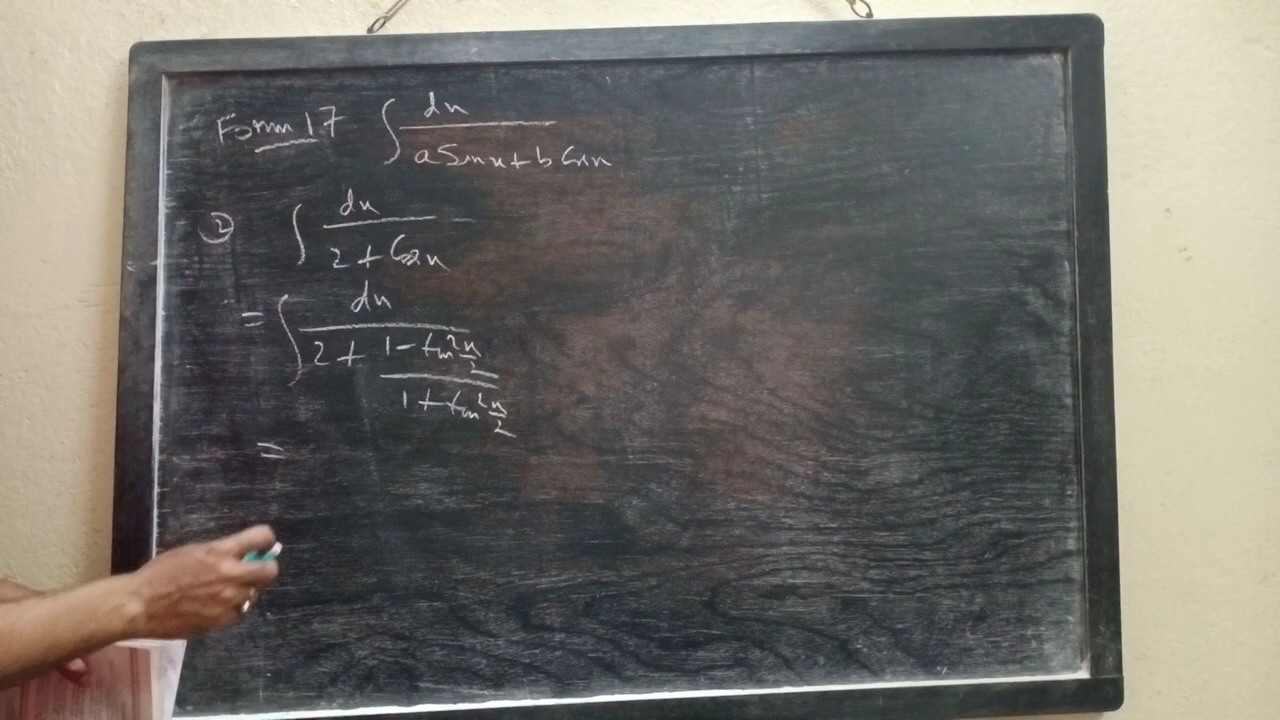 Form 17 ∫ dx / (a Sin x + b Cos x)
② ∫ dx / (2 + Cos x)
= ∫ dx / (2 + (1 - tan² x/2) / (1 + tan² x/2))
=